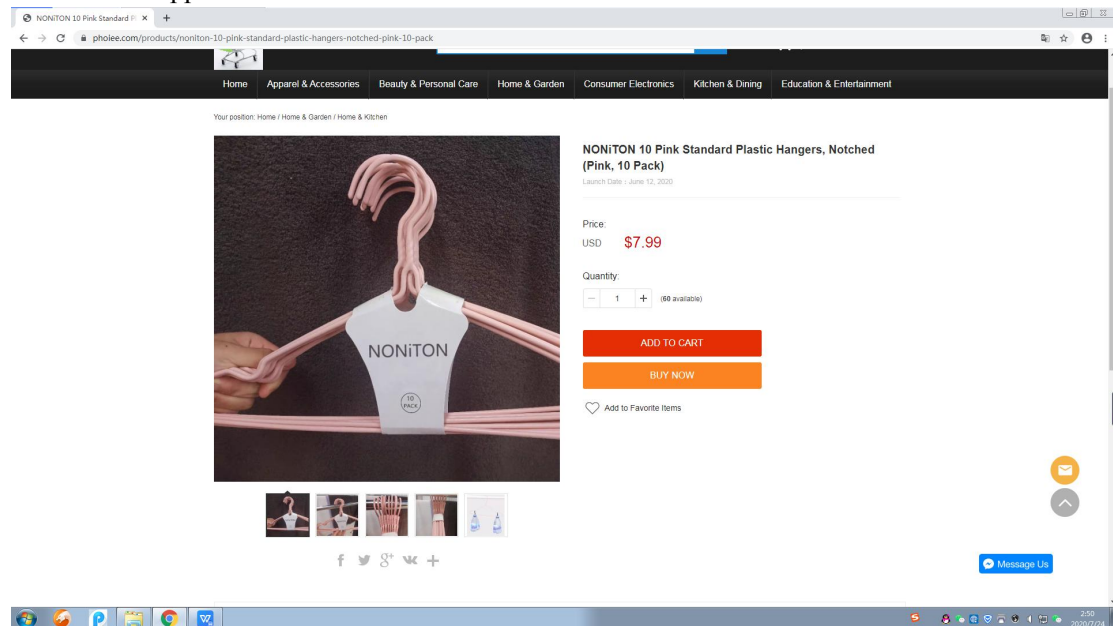 NONiTON 10 Pink Standard P
phoiee.com/products/noniton-10-pink-standard-plastic-hangers-notched-pink-10-pack
Home Apparel & Accessories Beauty & Personal Care Home & Garden Consumer Electronics Kitchen & Dining Education & Entertainment
Your position: Home / Home & Garden / Home & Kitchen
NONiTON 10 Pink Standard Plastic Hangers, Notched
(Pink, 10 Pack)
Launch Date : June 12, 2020
Price:
USD $7.99
Quantity:
1 + (60 available)
ADD TO CART
BUY NOW
Add to Favorite Items
NONiTON
10
PACK
Message Us
2:50
2020/7/24